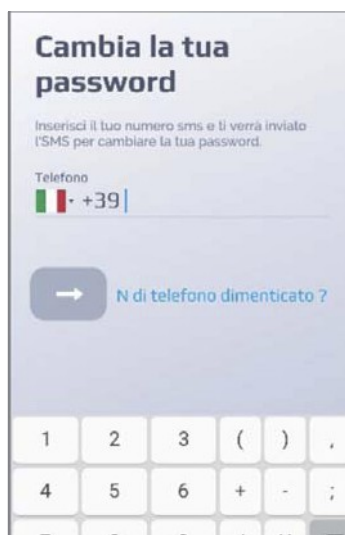 Cambia la tua
password
Inserisci il tuo numero sms e ti verrà inviato
l'SMS per cambiare la tua password.
Telefono
+39
N di telefono dimenticato ?
1 2 3 ( ) ,
4 5 6 + - ;